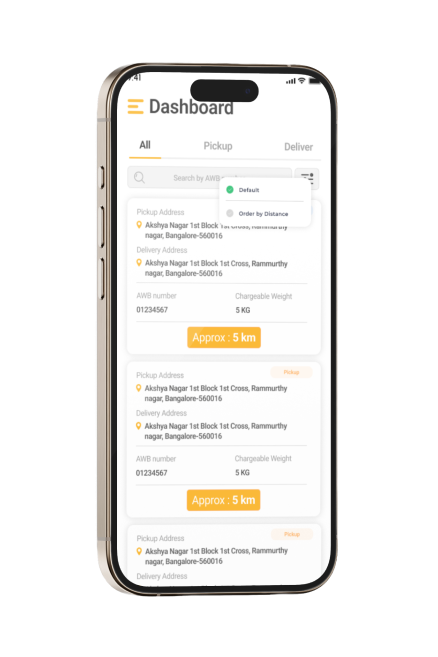 :41
Dashboard
All
Pickup
Deliver
Search by AWB
Default
Order by Distance
Pickup Address
Akshya Nagar 1st Block 1st Cross, Rammurthy
nagar, Bangalore-560016
Delivery Address
Akshya Nagar 1st Block 1st Cross, Rammurthy
nagar, Bangalore-560016
AWB number
Chargeable Weight
01234567
5 KG
Approx : 5 km
Pickup Address
Pickup
Akshya Nagar 1st Block 1st Cross, Rammurthy
nagar, Bangalore-560016
Delivery Address
Akshya Nagar 1st Block 1st Cross, Rammurthy
nagar, Bangalore-560016
AWB number
Chargeable Weight
01234567
5 KG
Approx : 5 km
Pickup Address
Pickup
Akshya Nagar 1st Block 1st Cross, Rammurthy
nagar, Bangalore-560016
Delivery Address